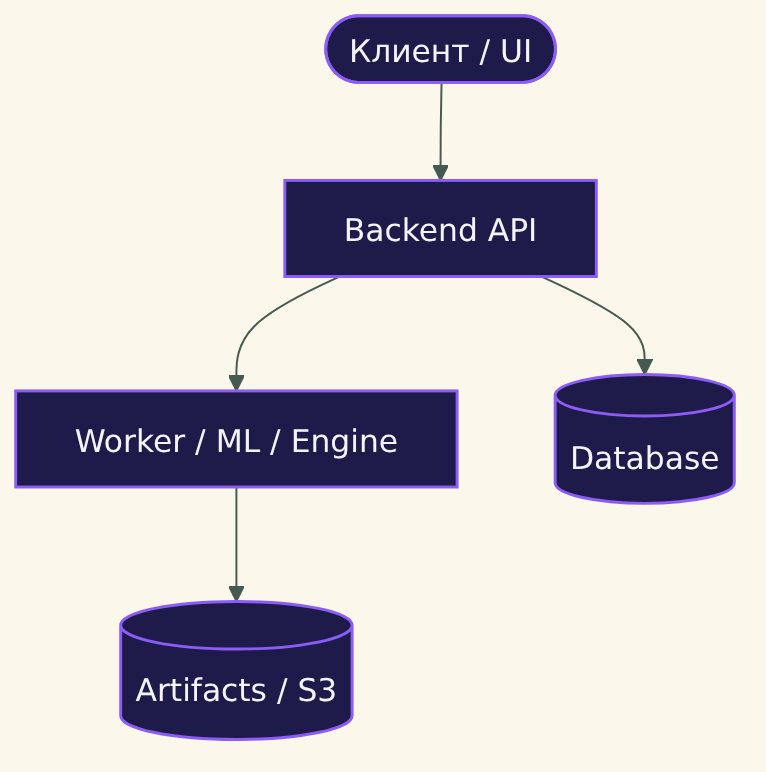 Клиент / UI
Backend API
Worker / ML / Engine
Database
Artifacts / S3